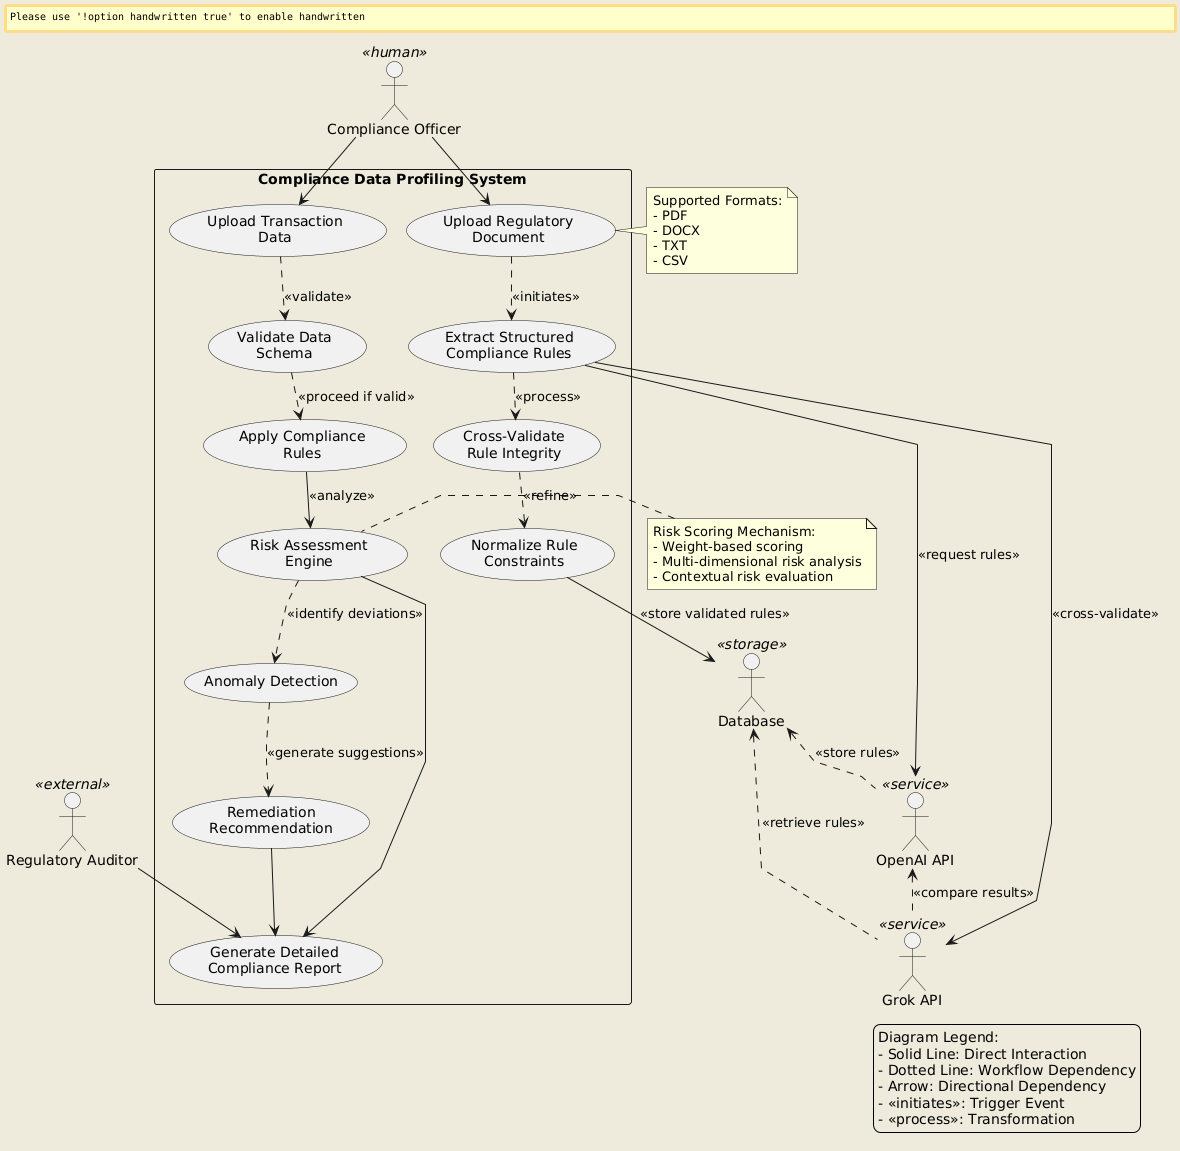 Please use '!option handwritten true' to enable handwritten
«human»
Compliance Officer
Compliance Data Profiling System
Upload Transaction
Data
Upload Regulatory
Document
Supported Formats:
- PDF
- DOCX
- TXT
- CSV
«validate»
«initiates»
Validate Data
Schema
Extract Structured
Compliance Rules
«proceed if valid»
«process»
Apply Compliance
Rules
Cross-Validate
Rule Integrity
«analyze»
«refine»
Risk Assessment
Engine
Normalize Rule
Constraints
Risk Scoring Mechanism:
- Weight-based scoring
- Multi-dimensional risk analysis
- Contextual risk evaluation
«request rules»
«identify deviations»
«store validated rules»
«cross-validate»
«storage»
Database
Anomaly Detection
«generate suggestions»
«store rules»
«external»
Regulatory Auditor
«service»
OpenAI API
Remediation
Recommendation
«retrieve rules»
«compare results»
«service»
Grok API
Generate Detailed
Compliance Report
Diagram Legend:
- Solid Line: Direct Interaction
- Dotted Line: Workflow Dependency
- Arrow: Directional Dependency
- «initiates»: Trigger Event
- «process»: Transformation